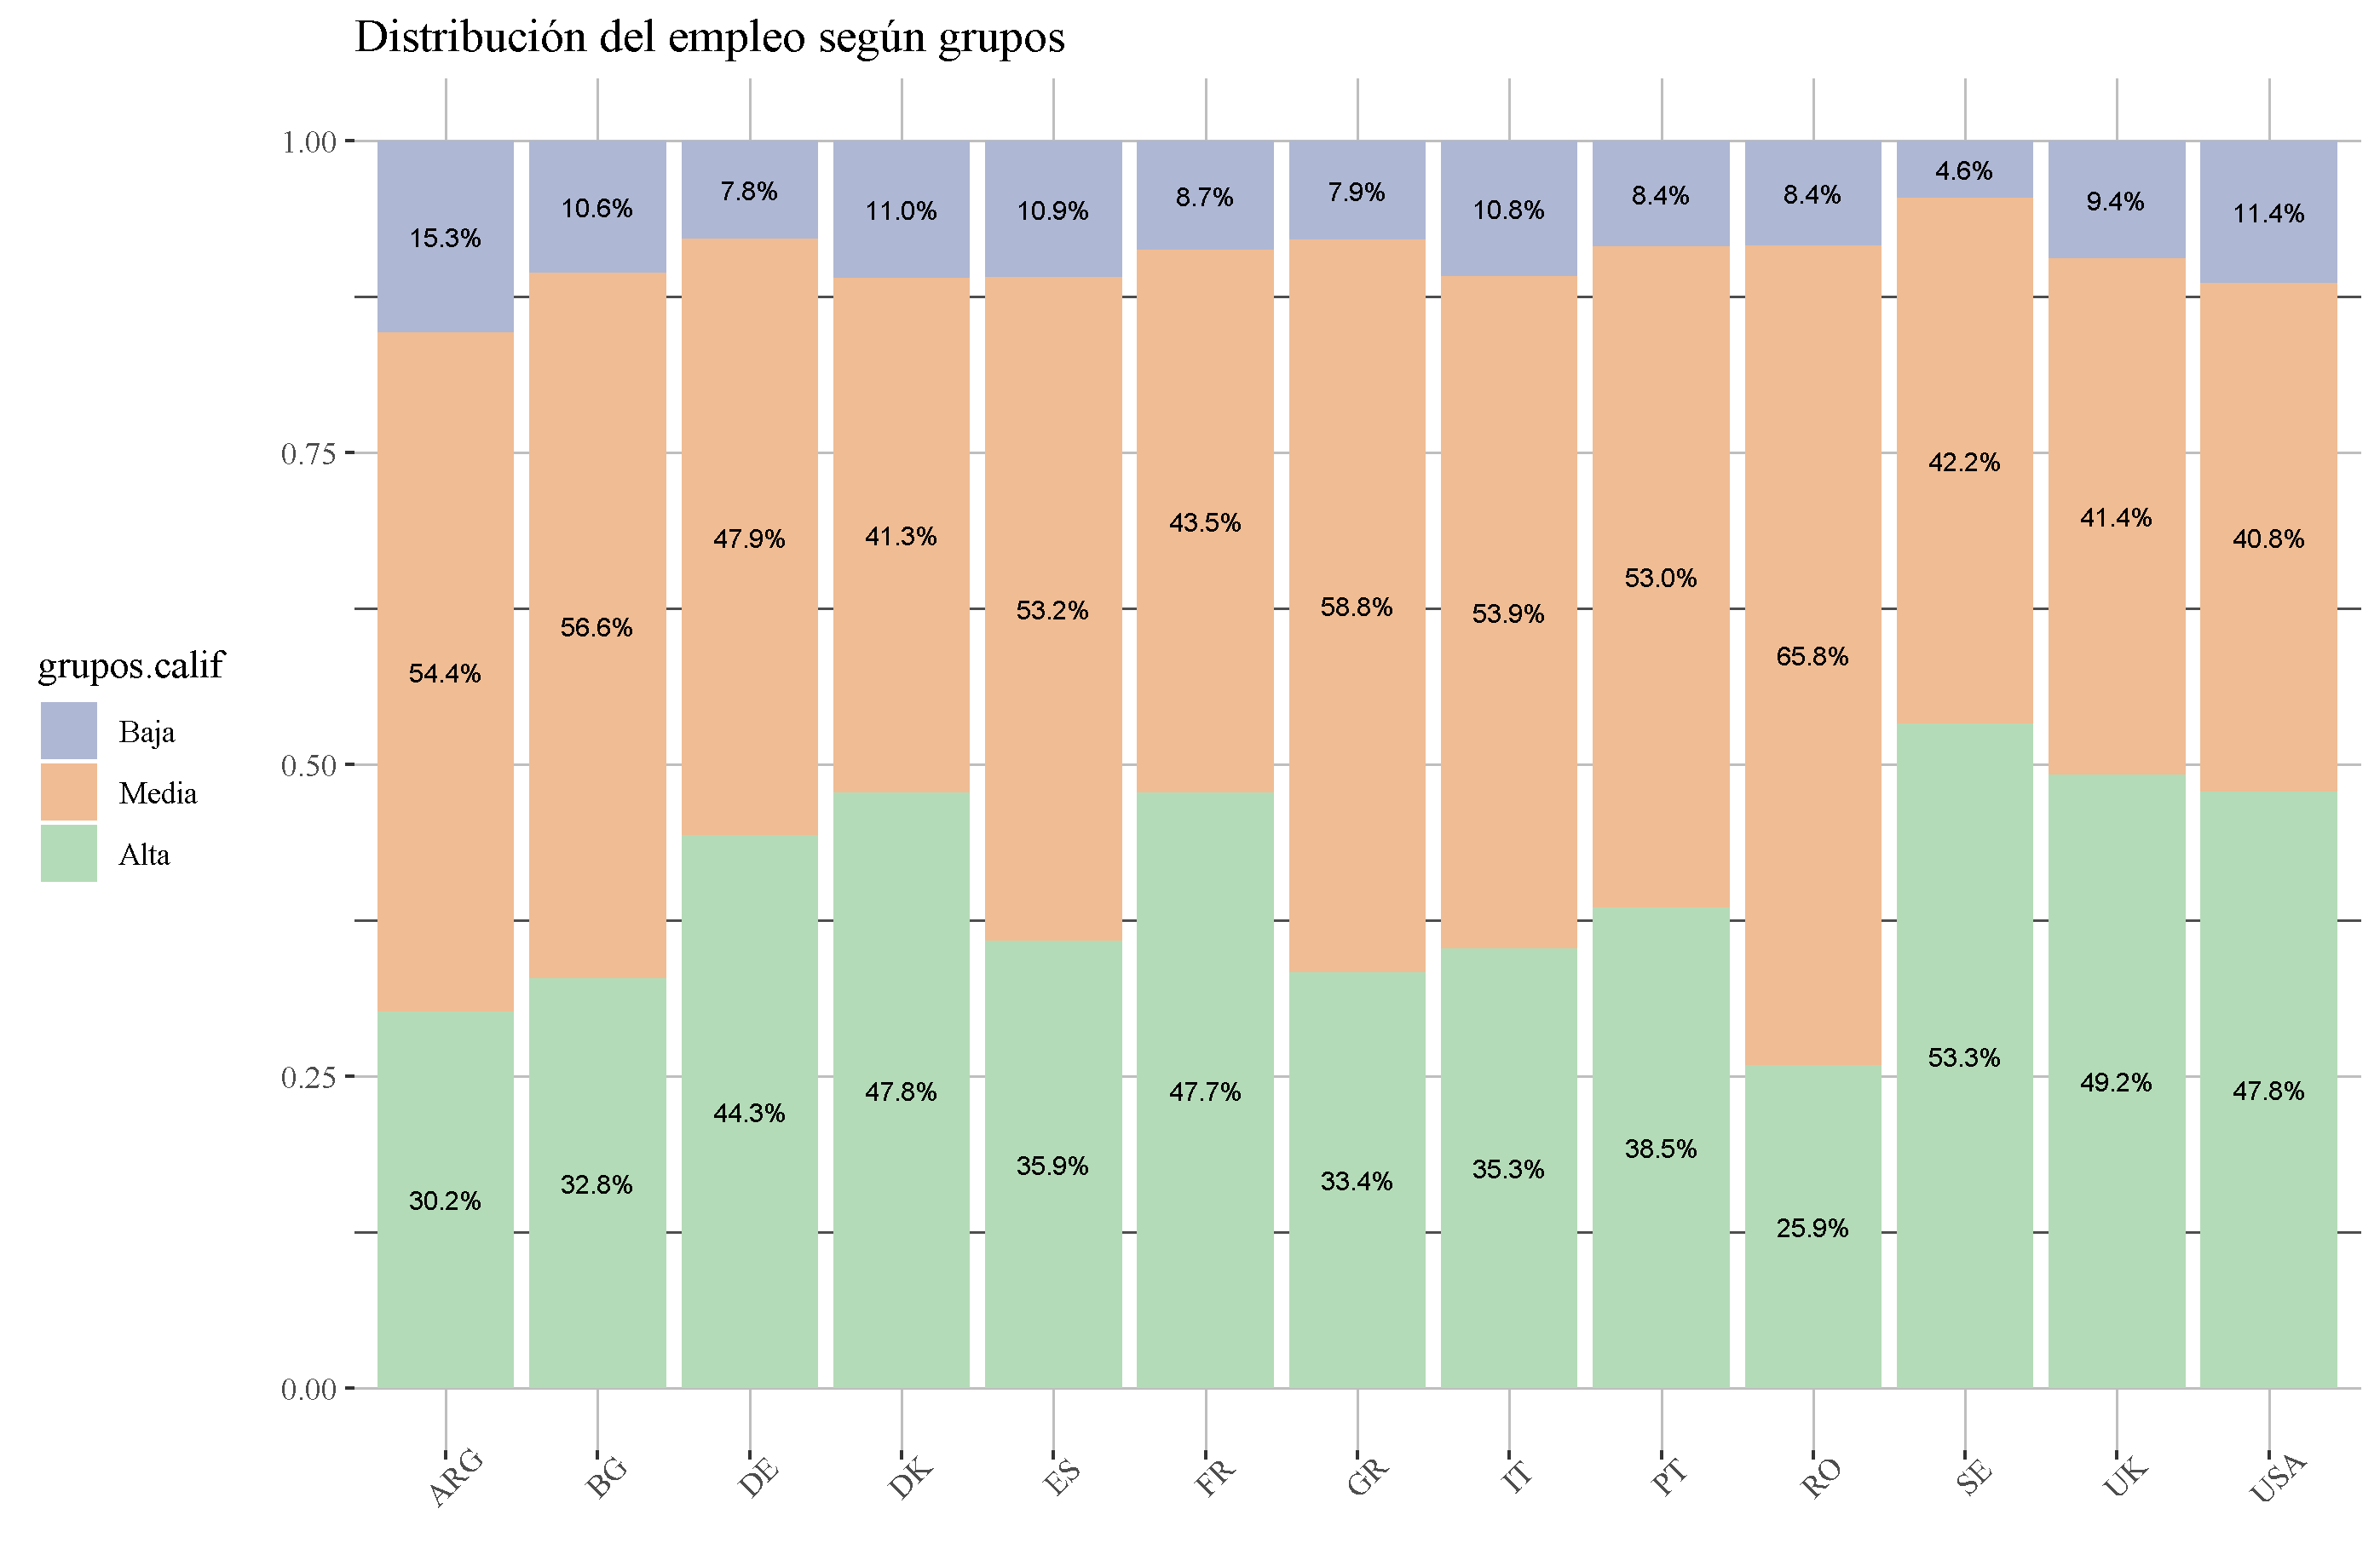 Distribución del empleo según grupos
1.00
0.75
0.50
0.25
0.00
grupos.calif
Baja
Media
Alta
15.3% 10.6% 7.8% 11.0% 10.9% 8.7% 7.9% 10.8% 8.4% 8.4% 4.6% 9.4% 11.4%
54.4% 56.6% 47.9% 41.3% 53.2% 43.5% 58.8% 53.9% 53.0% 65.8% 42.2% 41.4% 40.8%
30.2% 32.8% 44.3% 47.8% 35.9% 47.7% 33.4% 35.3% 38.5% 25.9% 53.3% 49.2% 47.8%
ARG BG DE DK ES FR GR IT PT RO SE UK USA